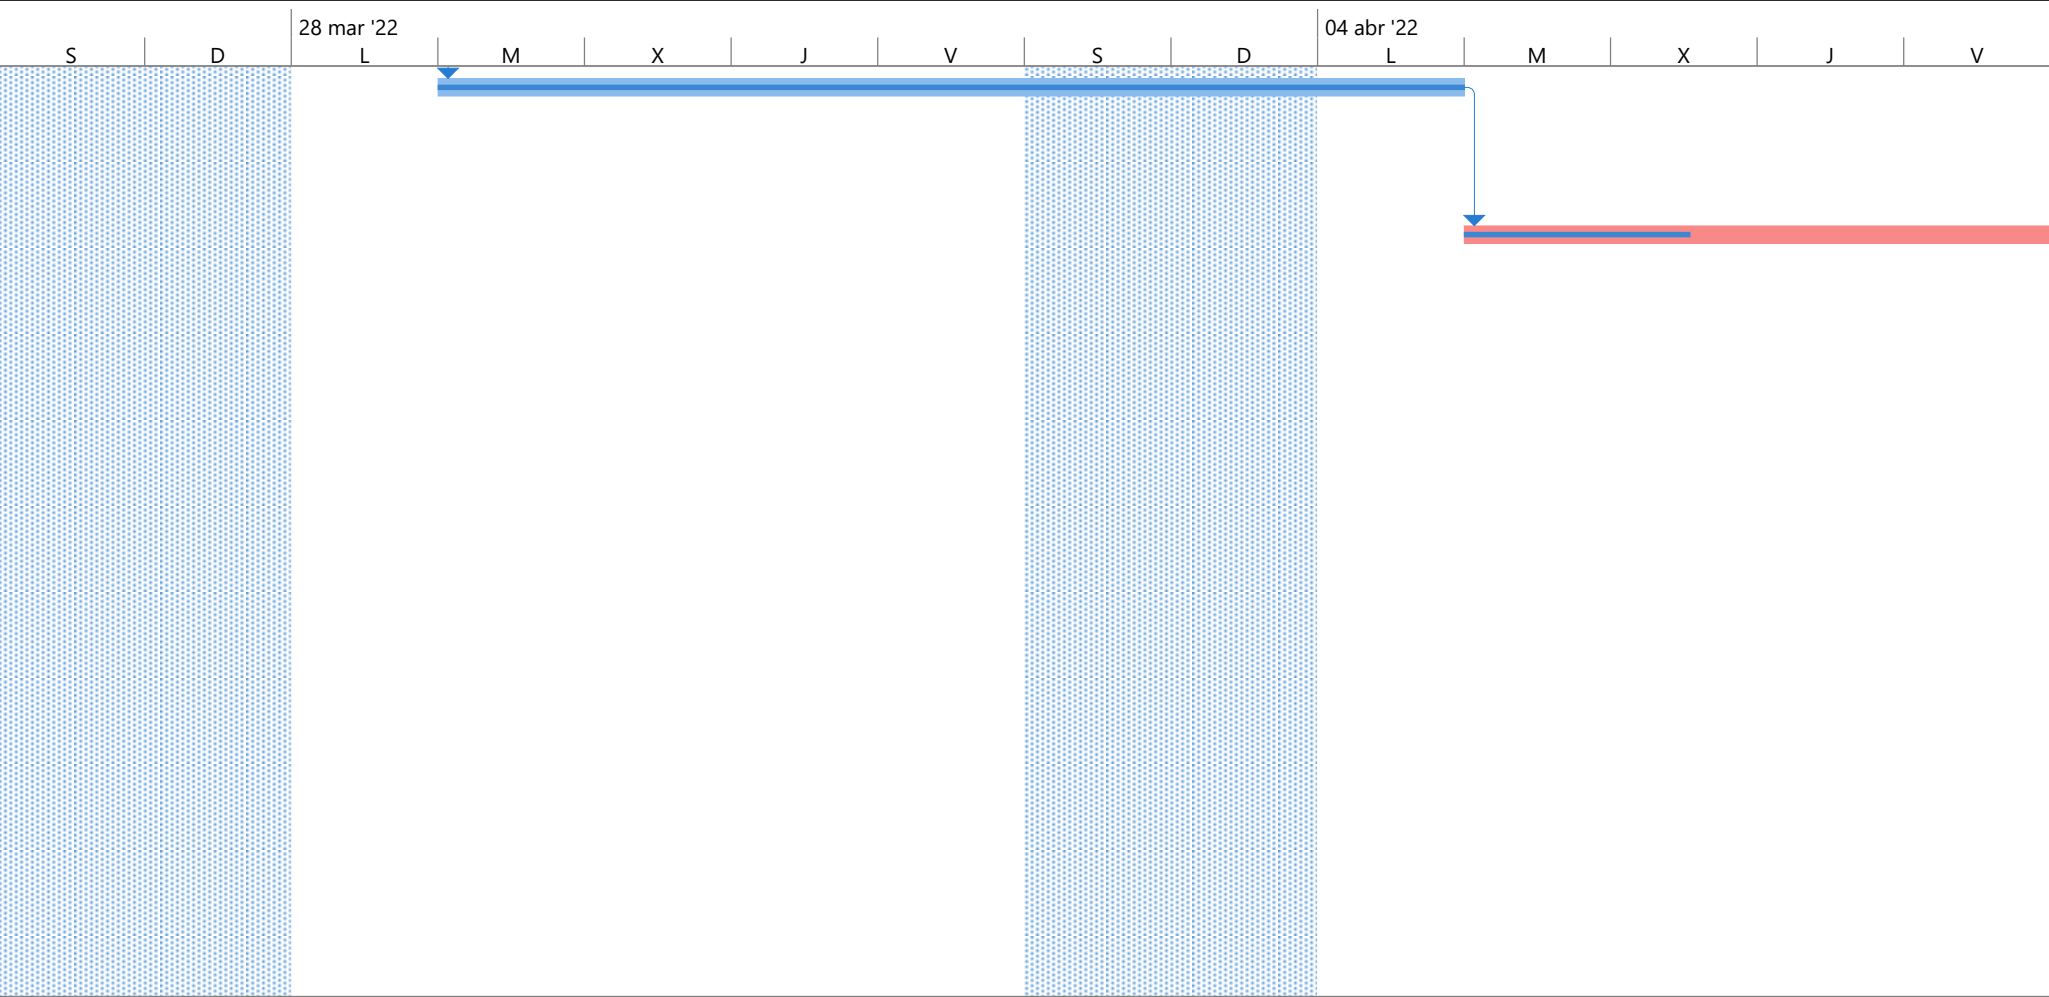 28 mar '22 04 abr '22
S D L M X J V S D L M X J V